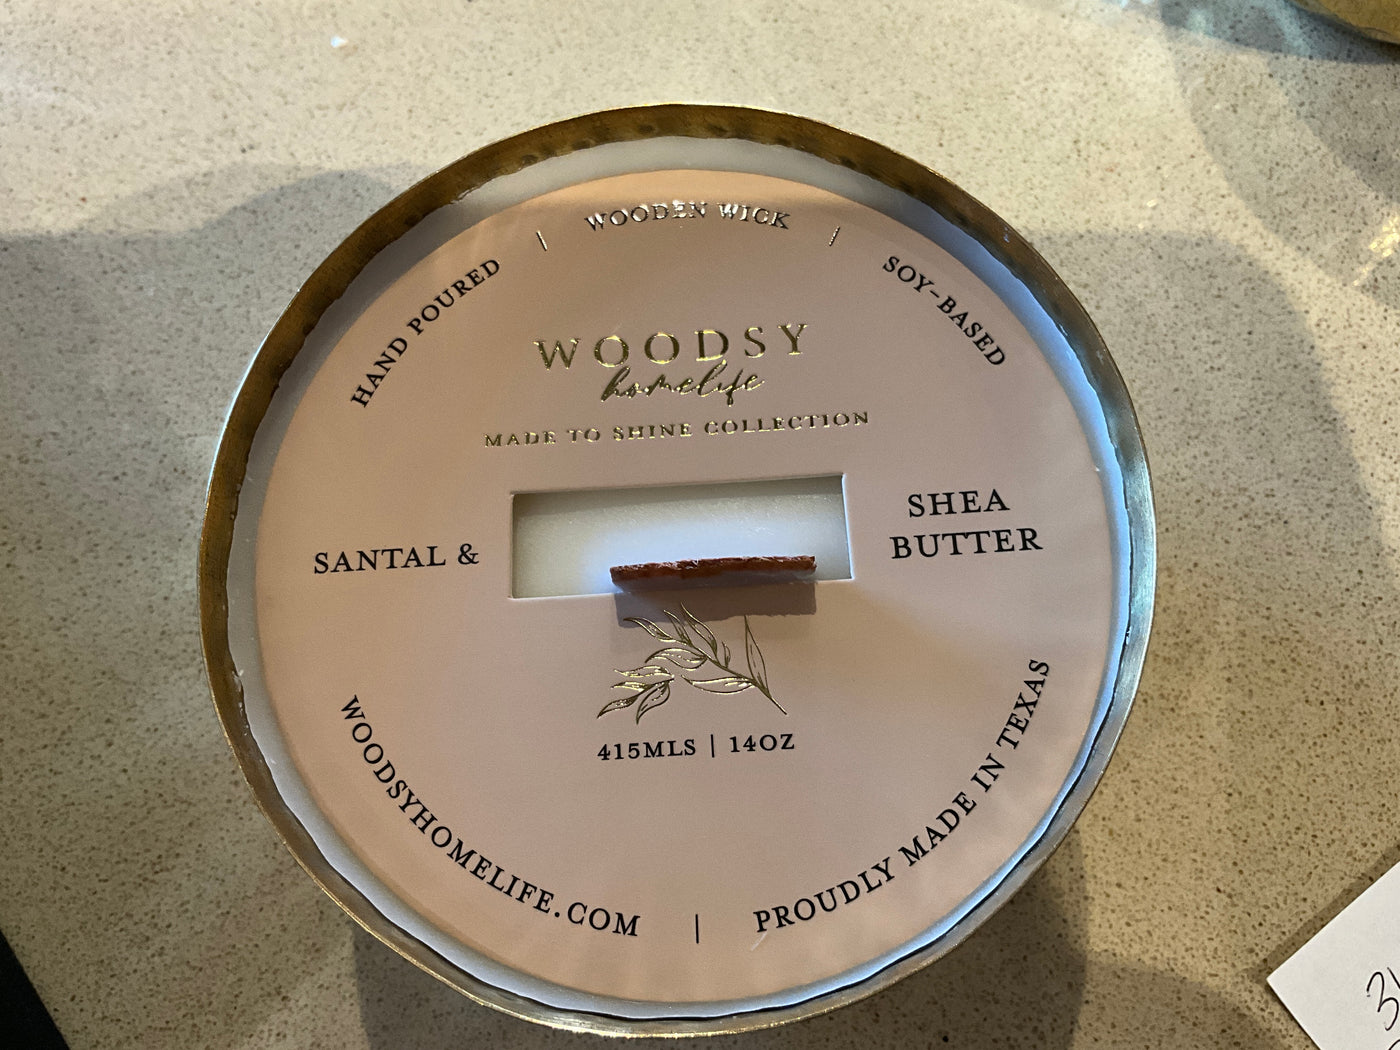 HAND POURED | WOODEN WICK | SOY-BASED
WOODSY
homelife
MADE TO SHINE COLLECTION
SANTAL &
SHEA
BUTTER
415MLS | 14OZ
WOODSYHOMELIFE.COM | PROUDLY MADE IN TEXAS